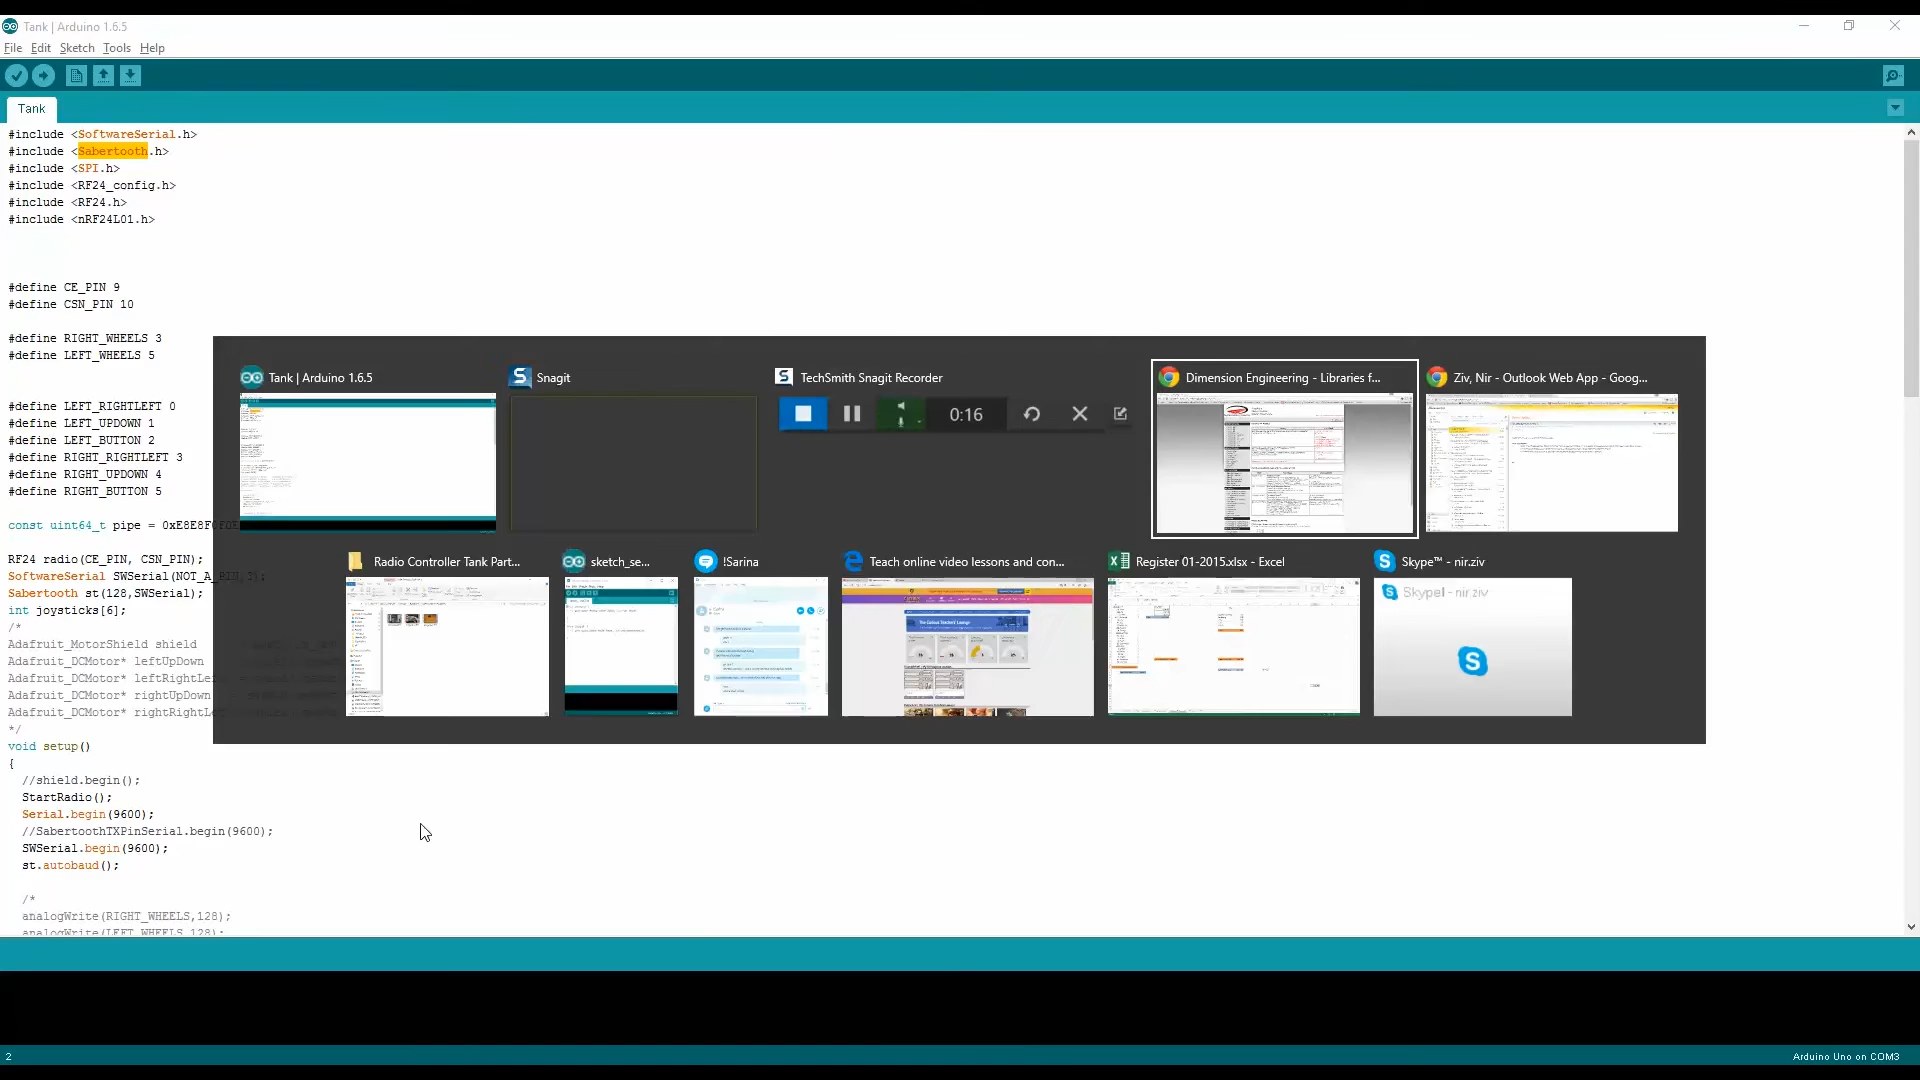 Tank | Arduino 1.6.5
File Edit Sketch Tools Help
Tank
#include <SoftwareSerial.h>
#include <Sabertooth.h>
#include <SPI.h>
#include <RF24_config.h>
#include <RF24.h>
#include <nRF24L01.h>
#define CE_PIN 9
#define CSN_PIN 10
#define RIGHT_WHEELS 3
#define LEFT_WHEELS 5
#define LEFT_RIGHTLEFT 0
#define LEFT_UPDOWN 1
#define LEFT_BUTTON 2
#define RIGHT_RIGHTLEFT 3
#define RIGHT_UPDOWN 4
#define RIGHT_BUTTON 5
const uint64_t pipe =
RF24 radio(CE_PIN, CSN_PIN);
SoftwareSerial SWSerial(NOT_A_PIN,
Sabertooth st(128,SWSerial);
int joysticks[6];
/*
Adafruit_MotorShield shield
Adafruit_DCMotor* leftUpDown
Adafruit_DCMotor* leftRightLe
Adafruit_DCMotor* rightUpDown
Adafruit_DCMotor* rightRightLe
*/
void setup()
{
//shield.begin();
StartRadio();
Serial.begin(9600);
//SabertoothTXPinSerial.begin(9600);
SWSerial.begin(9600);
st.autobaud();
/*
analogWrite(RIGHT_WHEELS,128);
analogWrite(LEFT_WHEELS,128);
Tank | Arduino 1.6.5
Snagit
TechSmith Snagit Recorder
0:16
Dimension Engineering - Libraries f...
Ziv, Nir - Outlook Web App - Goog...
Radio Controller Tank Part...
sketch_se...
!Sarina
Teach online video lessons and con...
Register 01-2015.xlsx - Excel
Skype™ - nir.ziv
2
Arduino Uno on COM3